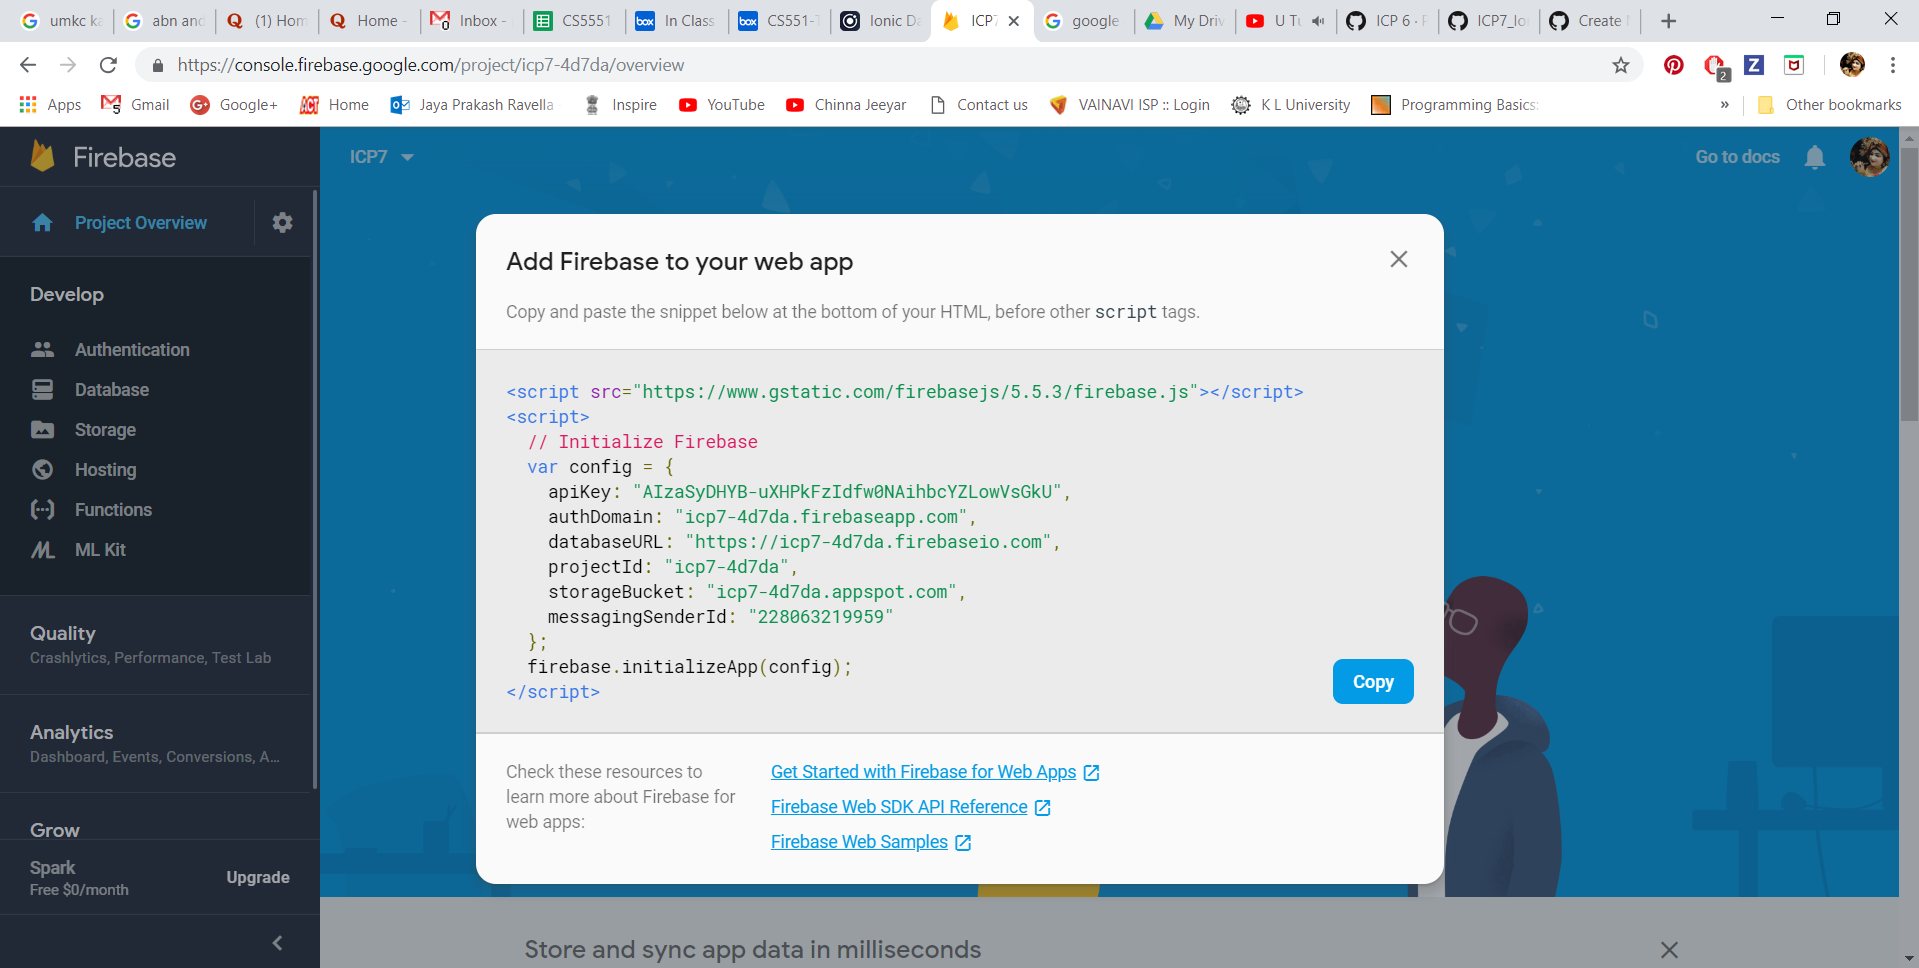 umkc ka
abn and
(1) Hom
Home -
Inbox -
CS5551
In Class
CS551-T
Ionic Da
ICP7
google
My Driv
U Tu
ICP 6 · P
ICP7_Io
Create
https://console.firebase.google.com/project/icp7-4d7da/overview
2
Z
Apps
5 Gmail
Google+
ACT Home
Jaya Prakash Ravella
Inspire
YouTube
Chinna Jeeyar
Contact us
VAINAVI ISP :: Login
K L University
Programming Basics:
»
Other bookmarks
Firebase
ICP7
Go to docs
Project Overview
Develop
Authentication
Database
Storage
Hosting
Functions
ML Kit
Quality
Crashlytics, Performance, Test Lab
Analytics
Dashboard, Events, Conversions, A...
Grow
Spark
Free $0/month
Upgrade
Add Firebase to your web app
Copy and paste the snippet below at the bottom of your HTML, before other script tags.
<script src="https://www.gstatic.com/firebasejs/5.5.3/firebase.js"></script>
<script>
// Initialize Firebase
var config = {
apiKey: "AIzaSyDHYB-uXHPkFzIdfw0NAihbcYZLowVsGkU",
authDomain: "icp7-4d7da.firebaseapp.com",
databaseURL: "https://icp7-4d7da.firebaseio.com",
projectId: "icp7-4d7da",
storageBucket: "icp7-4d7da.appspot.com",
messagingSenderId: "228063219959"
};
firebase.initializeApp(config);
</script>
Copy
Check these resources to
learn more about Firebase for
web apps:
Get Started with Firebase for Web Apps
Firebase Web SDK API Reference
Firebase Web Samples
Store and sync app data in milliseconds